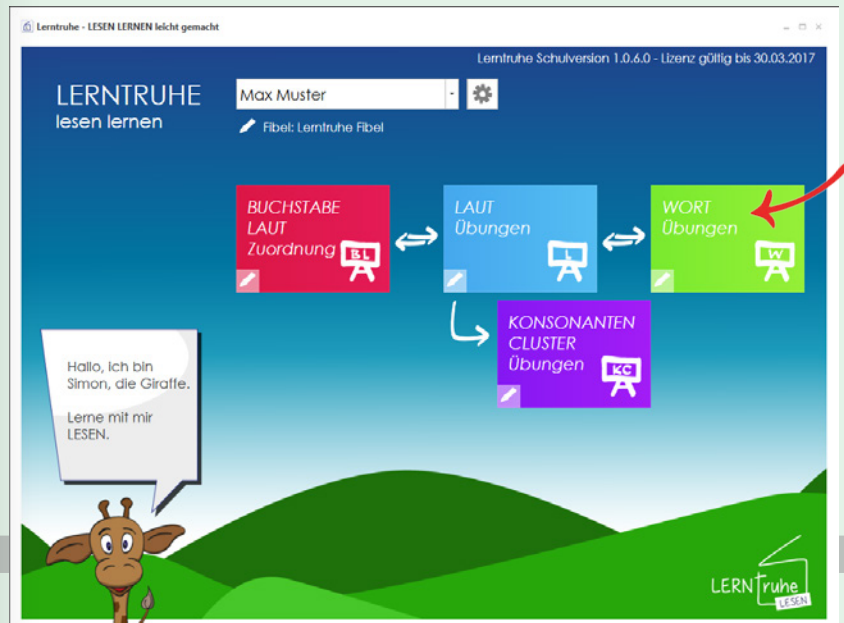 Lerntruhe - LESEN LERNEN leicht gemacht
Lerntruhe Schulversion 1.0.6.0 - Lizenz gültig bis 30.03.2017
LERNTRUHE
lesen lernen
Max Muster
Fibel: Lerntruhe Fibel
BUCHSTABE
LAUT
Zuordnung
BL
LAUT
Übungen
L
WORT
Übungen
W
KONSONANTEN
CLUSTER
Übungen
KC
Hallo, ich bin
Simon, die Giraffe.
Lerne mit mir
LESEN.
LERNTruhe
LESEN